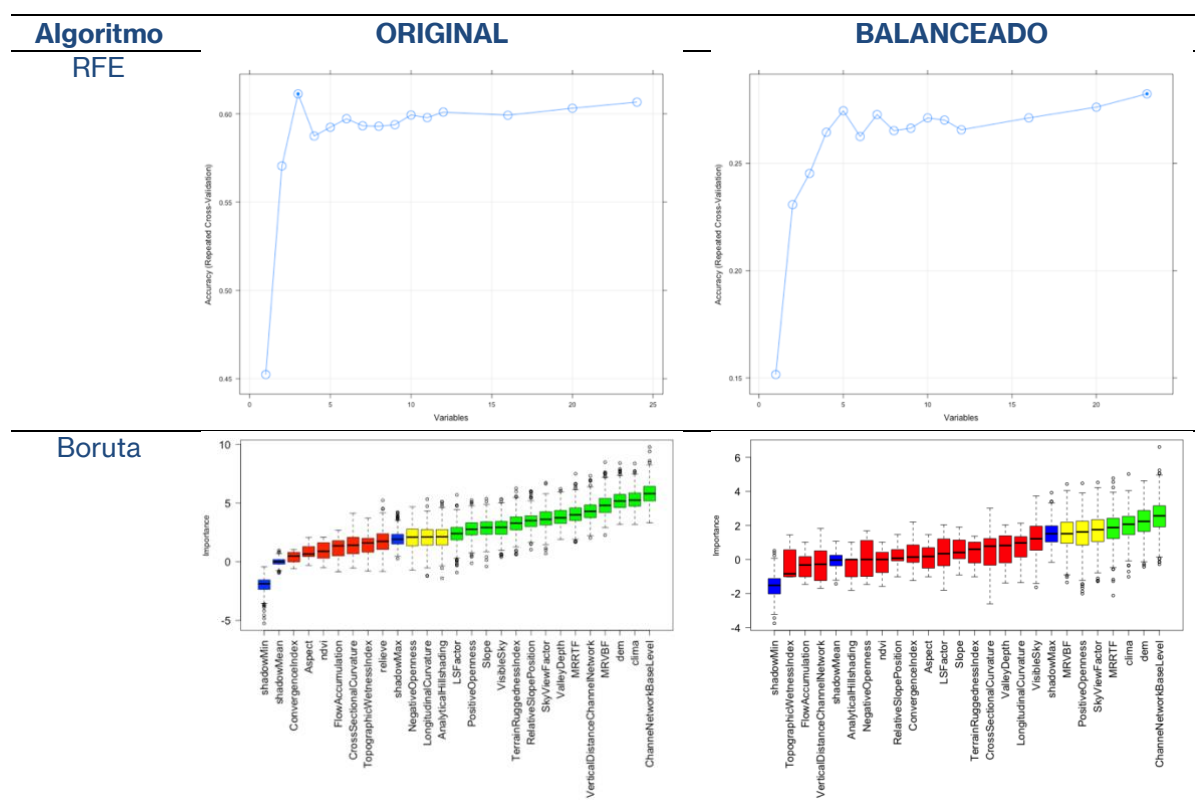 Algoritmo ORIGINAL BALANCEADO
RFE
Accuracy (Repeated Cross-Validation)
0.60
0.55
0.50
0.45
0 5 10 15 20 25
Variables
Accuracy (Repeated Cross-Validation)
0.25
0.20
0.15
0 5 10 15 20
Variables
Boruta
Importance
10
5
0
-5
shadowMin
shadowMean
ConvergenceIndex
Aspect
ndvi
FlowAccumulation
CrossSectionalCurvature
TopographicWetnessIndex
relieve
shadowMax
NegativeOpenness
LongitudinalCurvature
AnalyticalHillshading
LSFactor
PositiveOpenness
Slope
VisibleSky
TerrainRuggednessIndex
RelativeSlopePosition
SkyViewFactor
ValleyDepth
MRRTF
VerticalDistanceChannelNetwork
MRVBF
dem
clima
ChanneNetworkBaseLevel
Importance
6
4
2
0
-2
-4
shadowMin
TopographicWetnessIndex
FlowAccumulation
VerticalDistanceChannelNetwork
shadowMean
AnalyticalHillshading
NegativeOpenness
ndvi
RelativeSlopePosition
ConvergenceIndex
Aspect
LSFactor
Slope
TerrainRuggednessIndex
CrossSectionalCurvature
ValleyDepth
LongitudinalCurvature
VisibleSky
shadowMax
MRVBF
PositiveOpenness
SkyViewFactor
MRRTF
clima
dem
ChanneNetworkBaseLevel